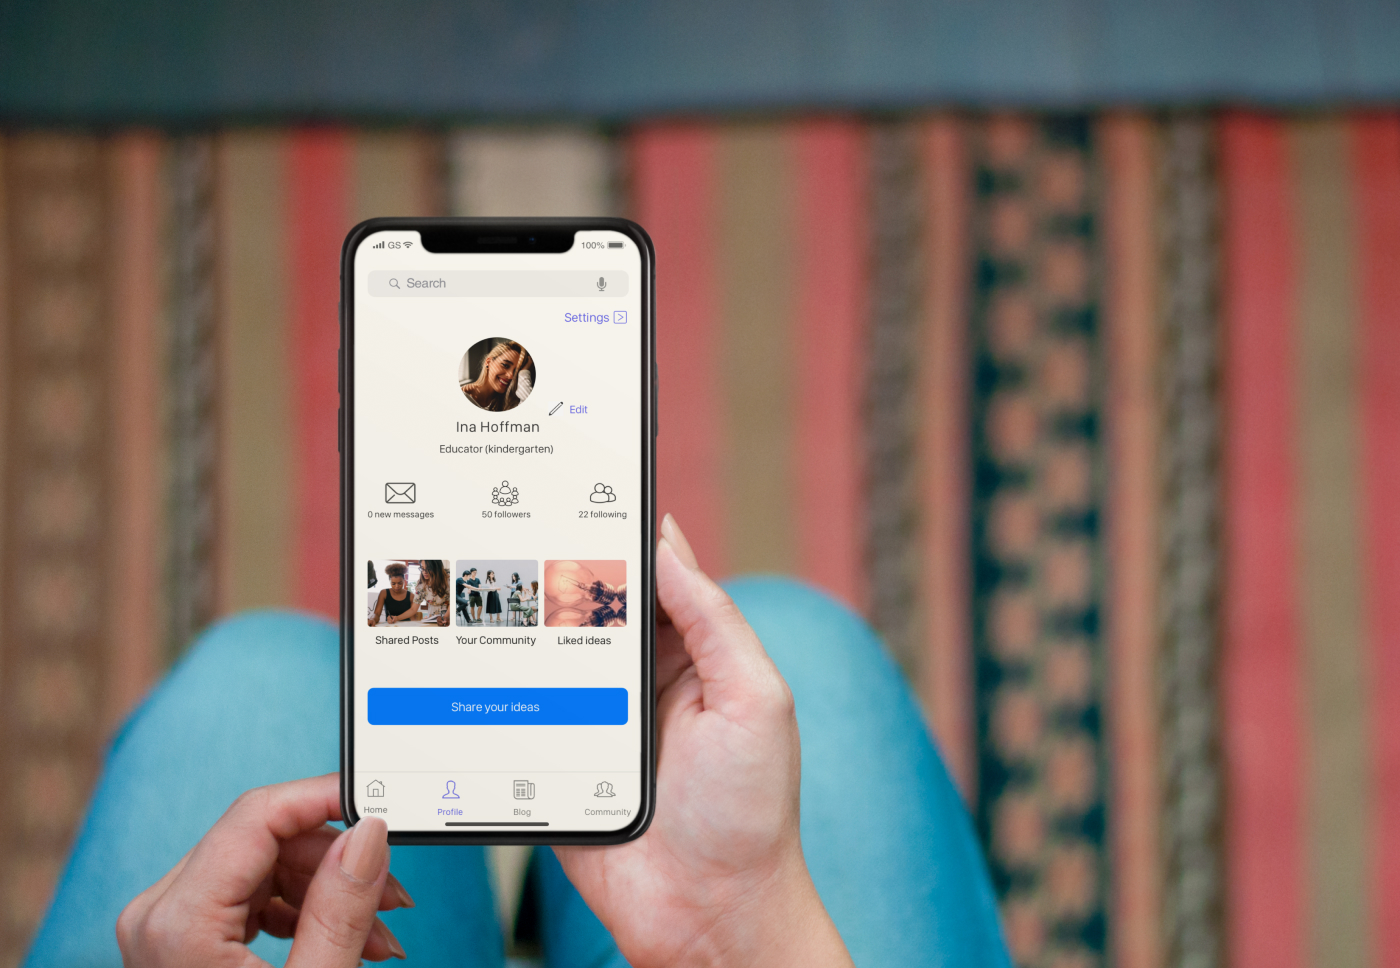 GS 100%
Search
Settings
Edit
Ina Hoffman
Educator (kindergarten)
0 new messages 50 followers 22 following
Shared Posts Your Community Liked ideas
Share your ideas
Home Profile Blog Community